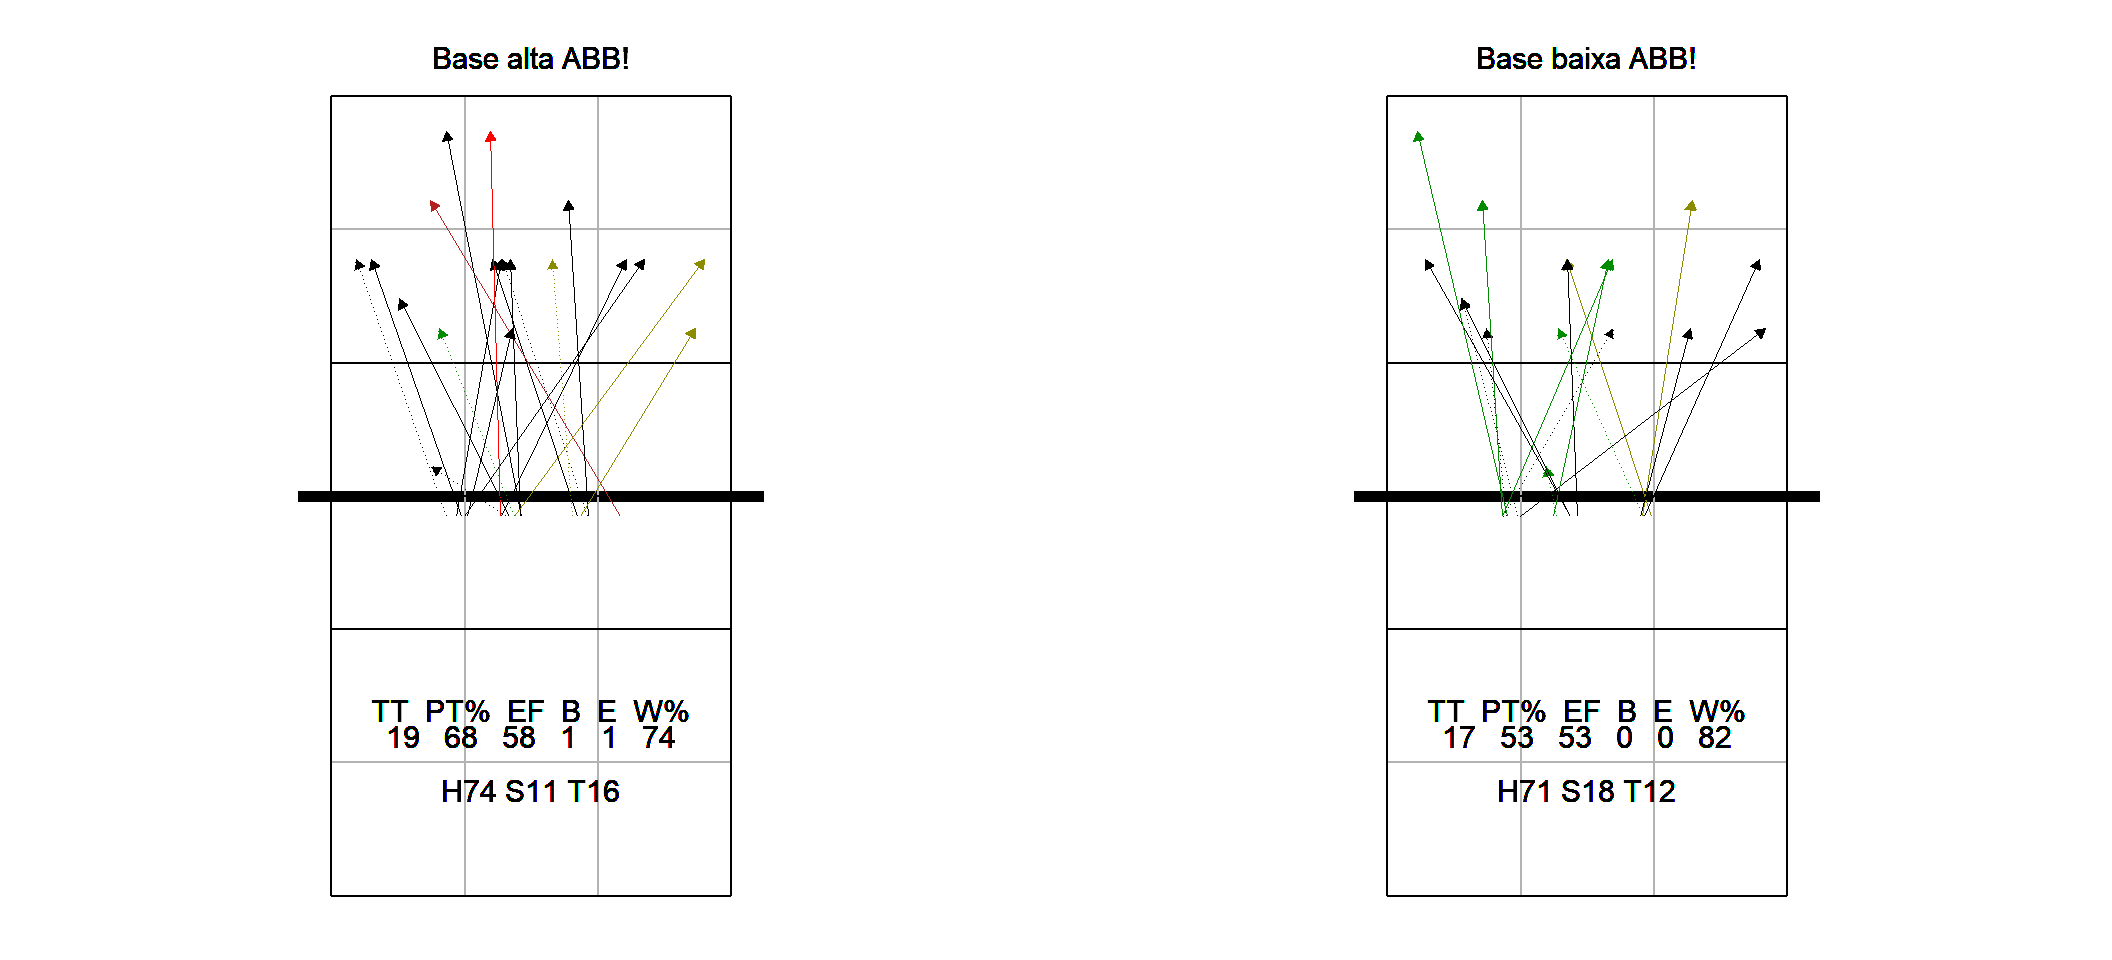 Base alta ABB!
TT PT% EF B E W%
19 68 58 1 1 74
H74 S11 T16
Base baixa ABB!
TT PT% EF B E W%
17 53 53 0 0 82
H71 S18 T12